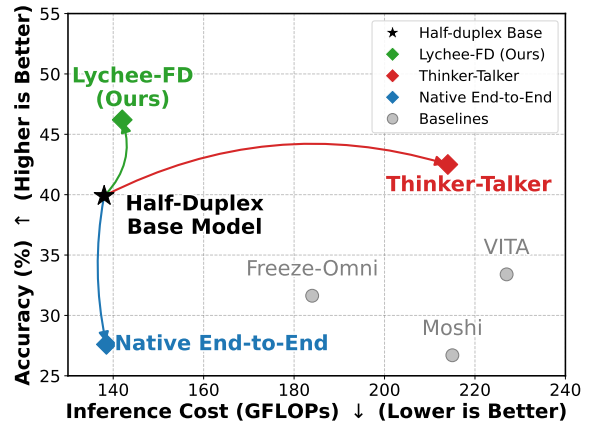 55
50
45
40
35
30
25
Accuracy (%) ↑ (Higher is Better)
Half-duplex Base
Lychee-FD (Ours)
Thinker-Talker
Native End-to-End
Baselines
Lychee-FD
(Ours)
Thinker-Talker
Half-Duplex
Base Model
VITA
Freeze-Omni
Moshi
Native End-to-End
140
160
180
200
220
240
Inference Cost (GFLOPs) ↓ (Lower is Better)